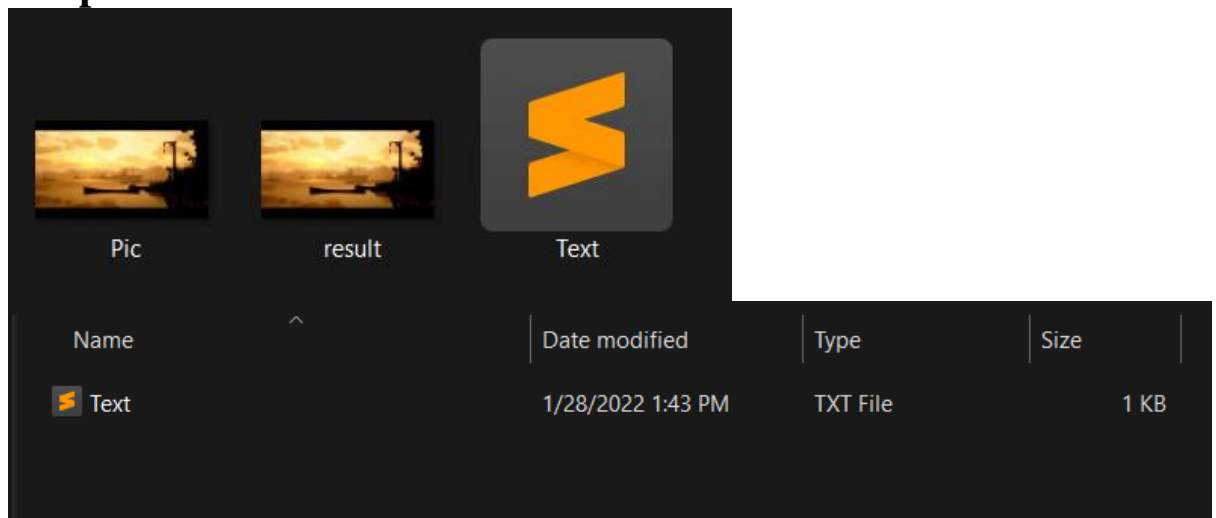 Pic result Text
Name Date modified Type Size
Text 1/28/2022 1:43 PM TXT File 1 KB